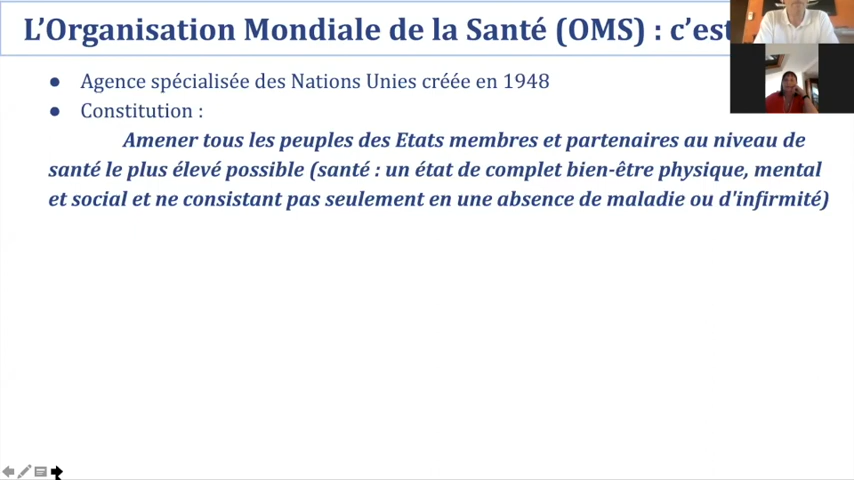 L’Organisation Mondiale de la Santé (OMS) : c’est
● Agence spécialisée des Nations Unies créée en 1948
● Constitution :
Amener tous les peuples des Etats membres et partenaires au niveau de
santé le plus élevé possible (santé : un état de complet bien-être physique, mental
et social et ne consistant pas seulement en une absence de maladie ou d'infirmité)